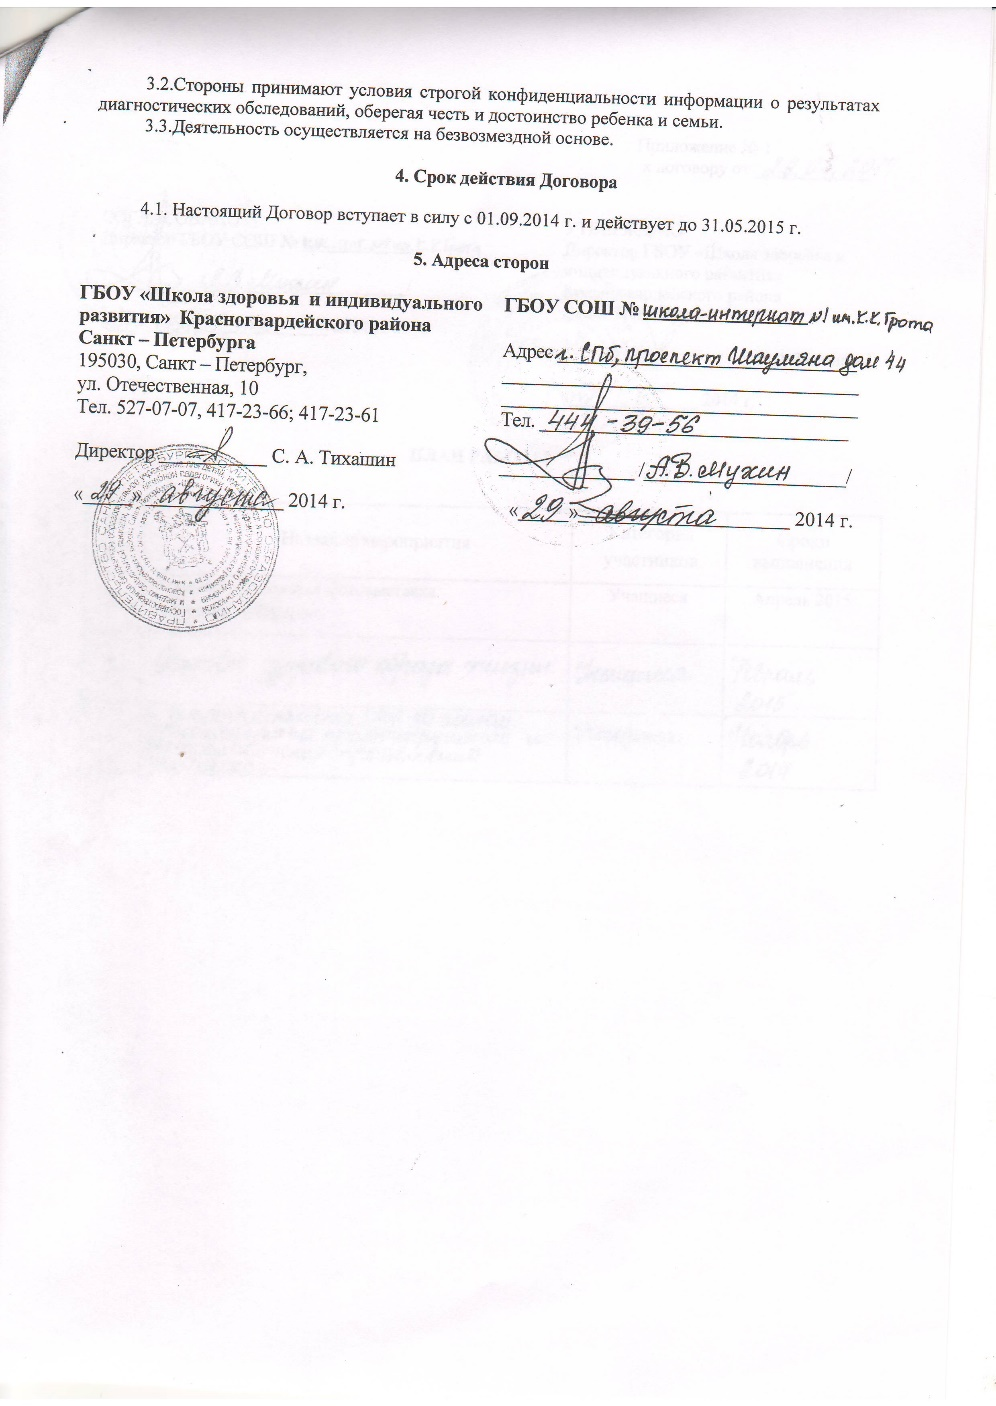 3.2.Стороны принимают условия строгой конфиденциальности информации о результатах
диагностических обследований, оберегая честь и достоинство ребенка и семьи.
3.3.Деятельность осуществляется на безвозмездной основе.
4. Срок действия Договора
4.1. Настоящий Договор вступает в силу с 01.09.2014 г. и действует до 31.05.2015 г.
5. Адреса сторон
ГБОУ «Школа здоровья и индивидуального
развития» Красногвардейского района
Санкт – Петербурга
195030, Санкт – Петербург,
ул. Отечественная, 10
Тел. 527-07-07, 417-23-66; 417-23-61
Директор ____________ С. А. Тихашин
« 29 » августа 2014 г.
ГБОУ СОШ № школа-интернат №1 им. К.К. Грота
Адрес г. СПб, проспект Шаумяна дом 44
Тел. 444-39-56
/ А.В. Мухин /
« 29 » августа 2014 г.